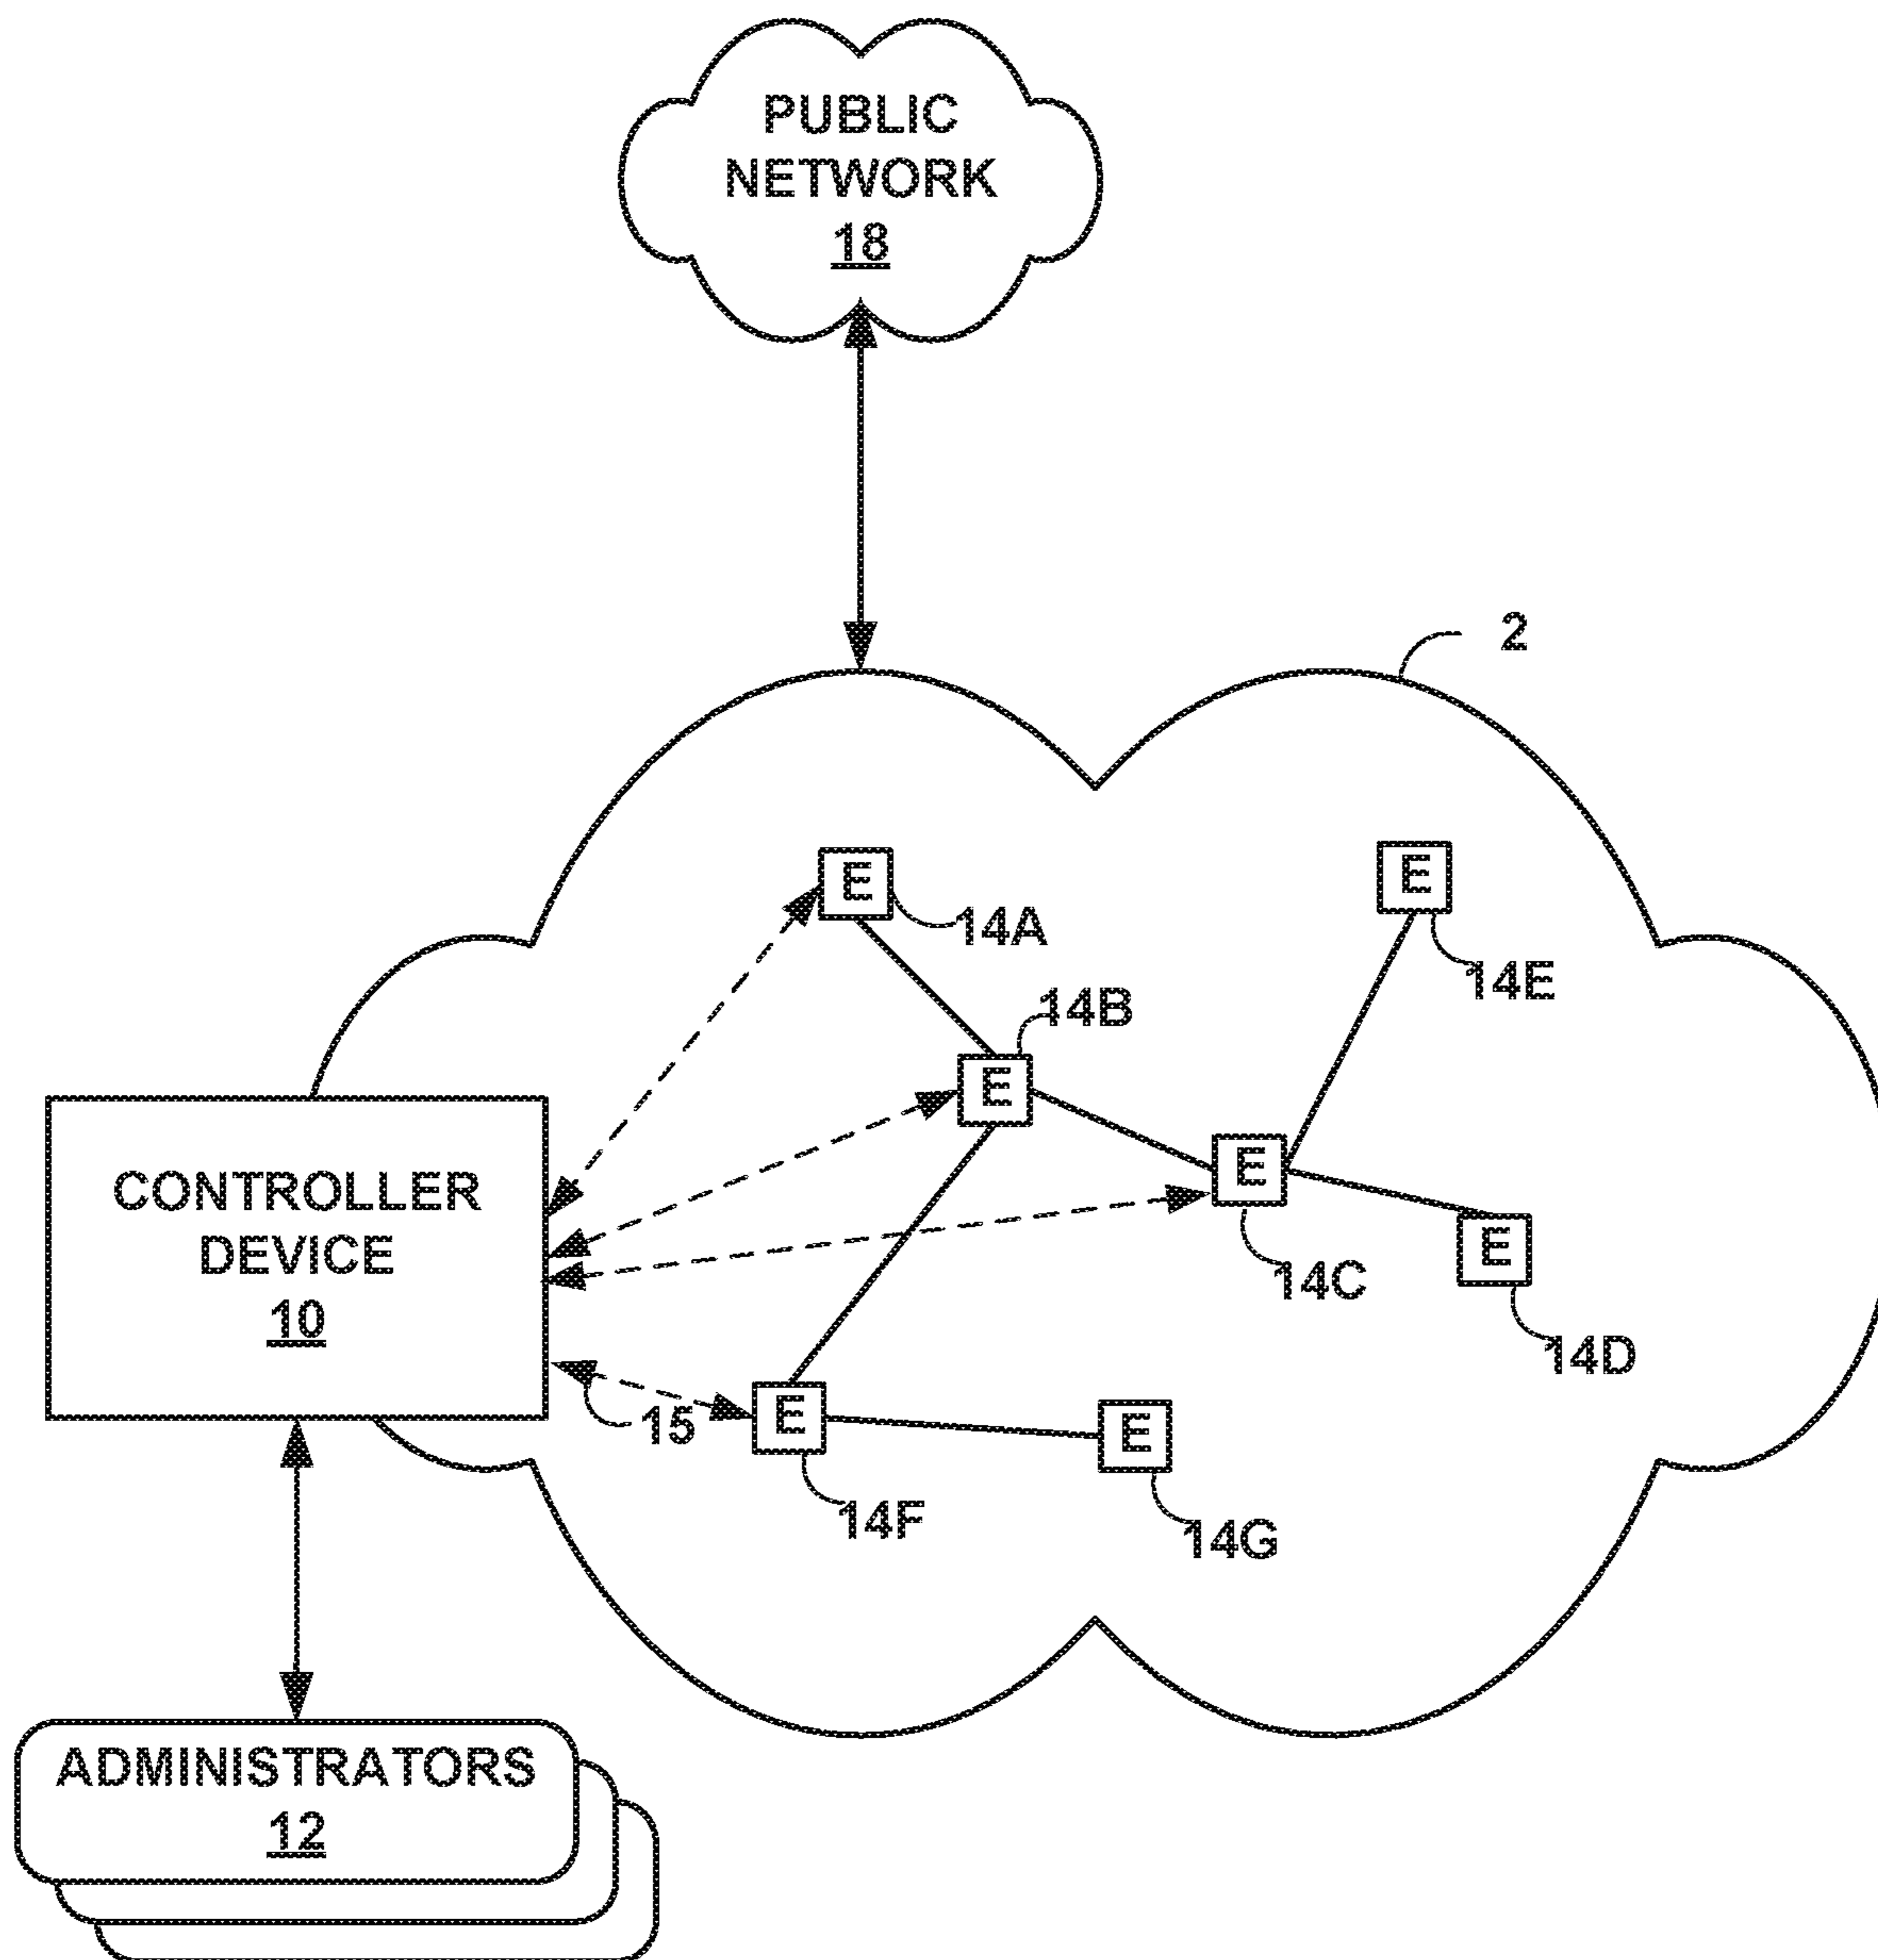 PUBLIC
NETWORK
18
2
E
14A
E
14E
14B
E
E
14C
E
14D
CONTROLLER
DEVICE
10
15
E
14F
E
14G
ADMINISTRATORS
12